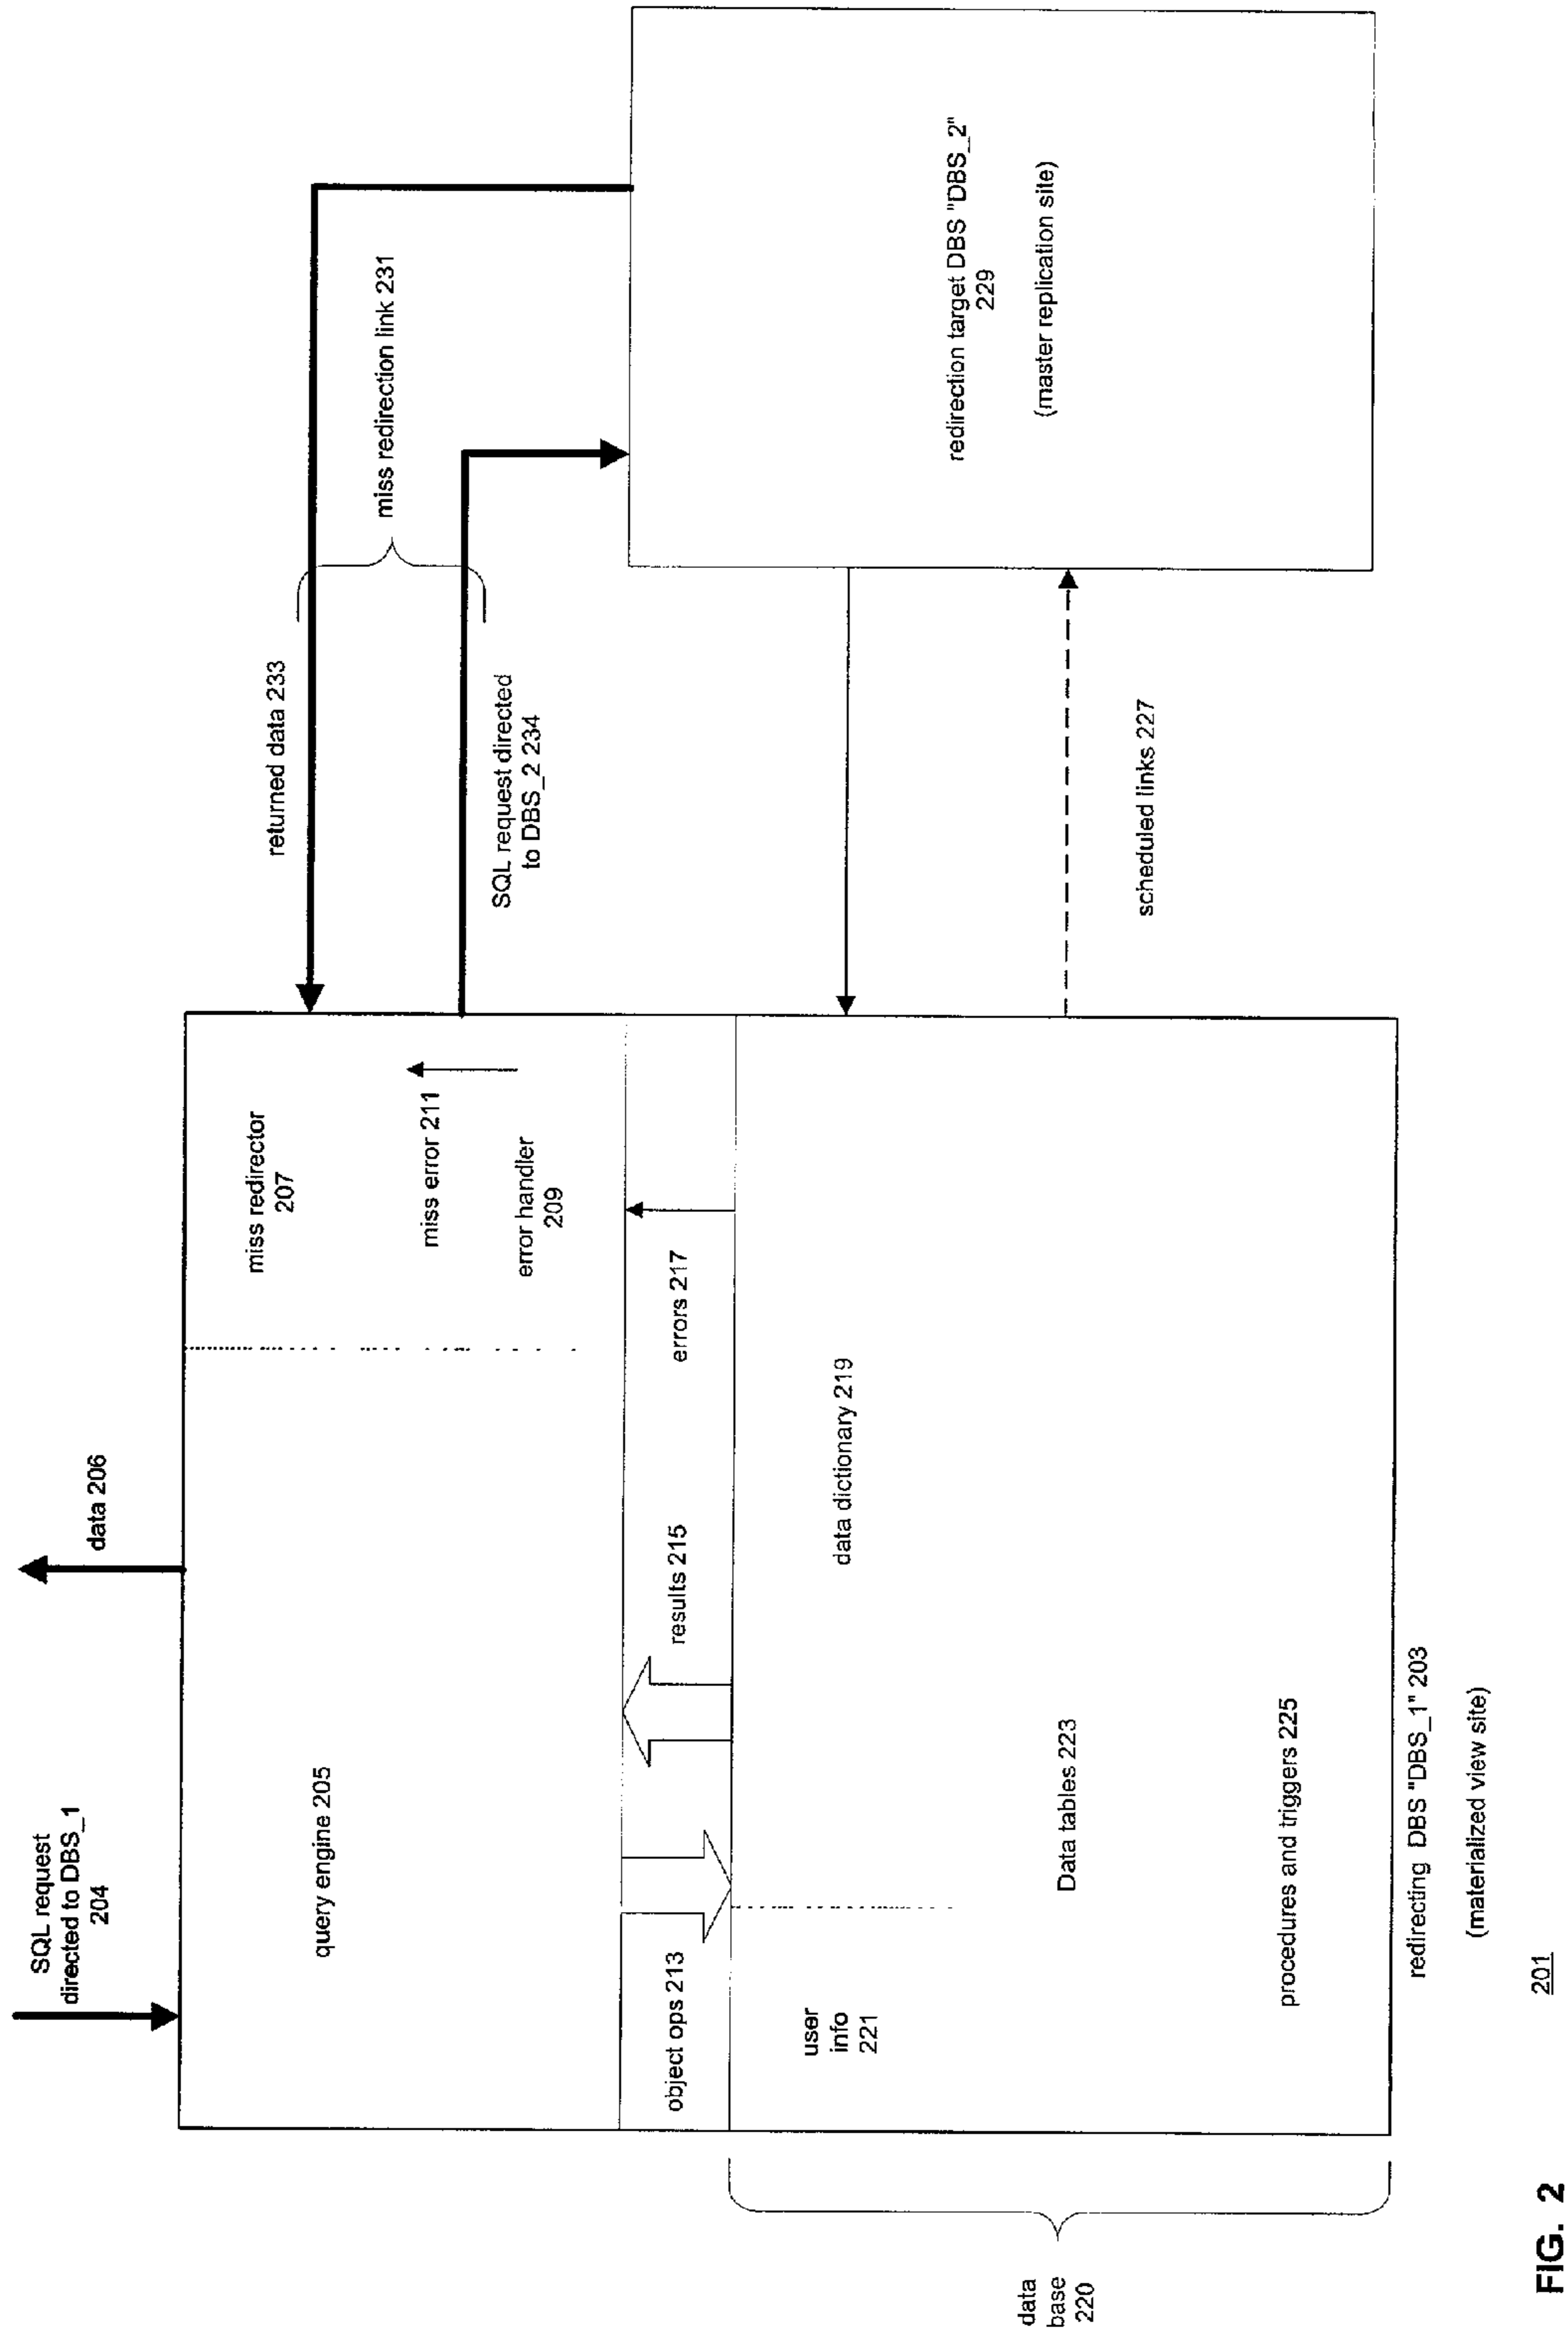 SQL request
directed to DBS_1
204
data 206
query engine 205
miss redirector
207
miss error 211
error handler
209
returned data 233
miss redirection link 231
SQL request directed
to DBS_2 234
object ops 213
results 215
errors 217
user
info
221
data dictionary 219
Data tables 223
procedures and triggers 225
data
base
220
scheduled links 227
redirection target DBS "DBS_2"
229
(master replication site)
redirecting DBS "DBS_1" 203
(materialized view site)
201
FIG. 2